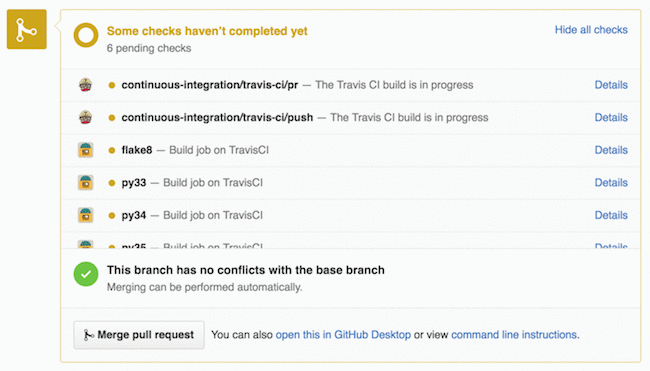 Some checks haven't completed yet
Hide all checks
6 pending checks
continuous-integration/travis-ci/pr — The Travis CI build is in progress Details
continuous-integration/travis-ci/push — The Travis CI build is in progress Details
flake8 — Build job on TravisCI Details
py33 — Build job on TravisCI Details
py34 — Build job on TravisCI Details
py35 — Build job on TravisCI Details
This branch has no conflicts with the base branch
Merging can be performed automatically.
Merge pull request You can also open this in GitHub Desktop or view command line instructions.